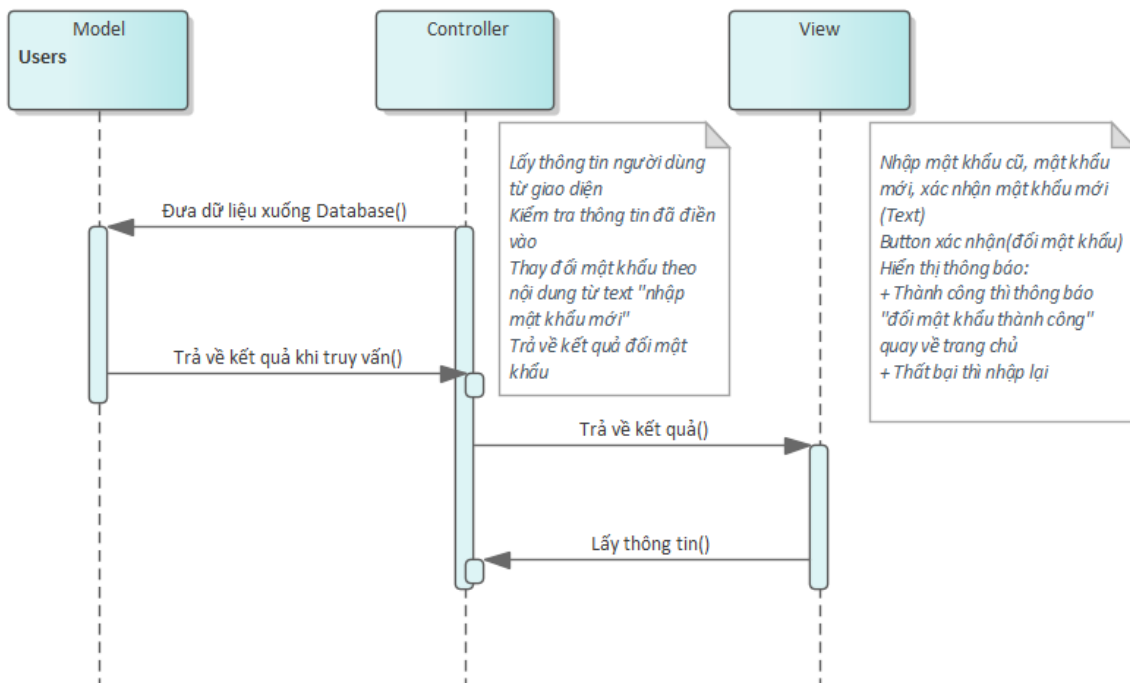 Model
Users
Controller
View
Lấy thông tin người dùng
từ giao diện
Kiểm tra thông tin đã điền
vào
Thay đổi mật khẩu theo
nội dung từ text "nhập
mật khẩu mới"
Trả về kết quả đổi mật
khẩu
Nhập mật khẩu cũ, mật khẩu
mới, xác nhận mật khẩu mới
(Text)
Button xác nhận(đổi mật khẩu)
Hiển thị thông báo:
+ Thành công thì thông báo
"đổi mật khẩu thành công"
quay về trang chủ
+ Thất bại thì nhập lại
Đưa dữ liệu xuống Database()
Trả về kết quả khi truy vấn()
Trả về kết quả()
Lấy thông tin()